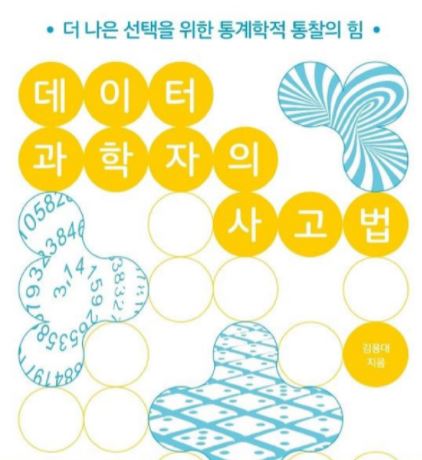 • 더 나은 선택을 위한 통계학적 통찰의 힘 •
데이터
과학자의
사고법
김용대
지음